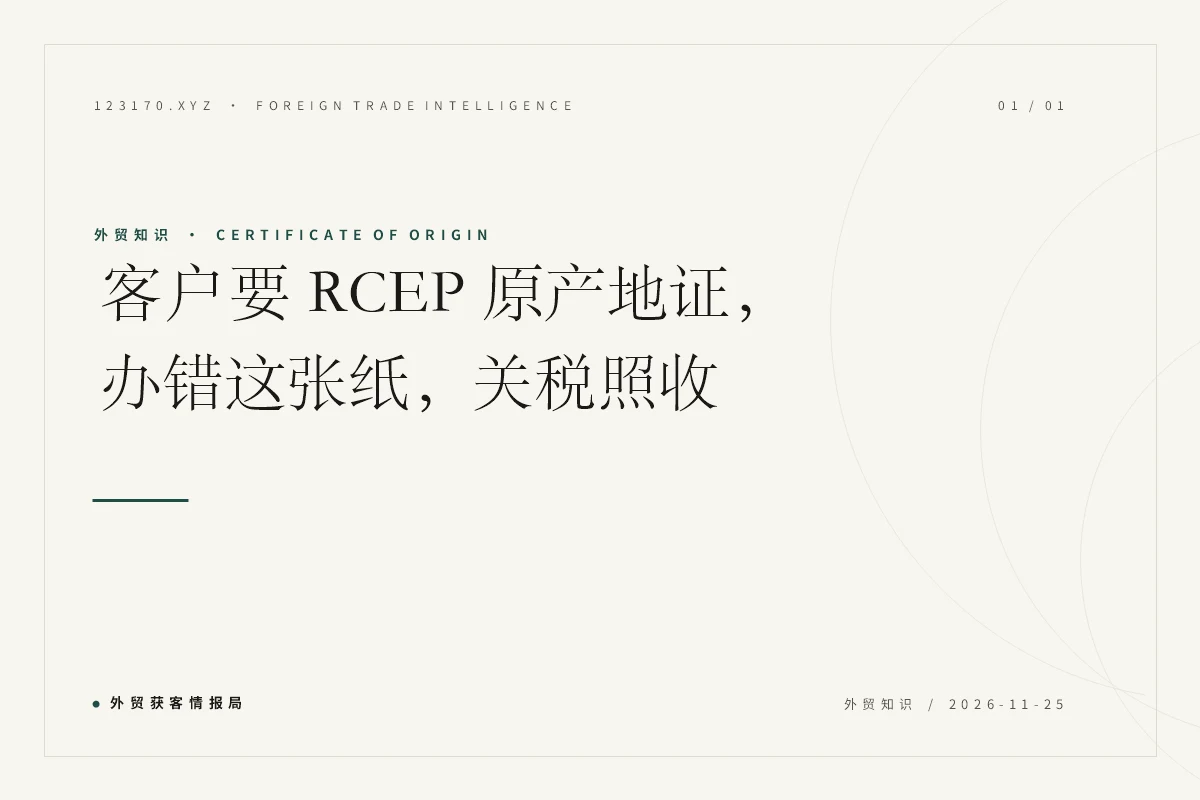 123170.XYZ · FOREIGN TRADE INTELLIGENCE
01 / 01
外贸知识 · CERTIFICATE OF ORIGIN
客户要 RCEP 原产地证，
办错这张纸，关税照收
外贸获客情报局
外贸知识 / 2026-11-25